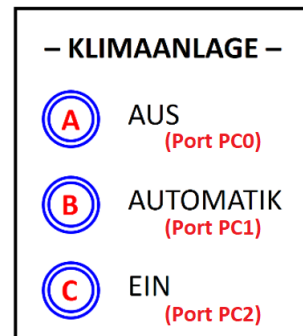 – KLIMAANLAGE –
A AUS
(Port PC0)
B AUTOMATIK
(Port PC1)
C EIN
(Port PC2)